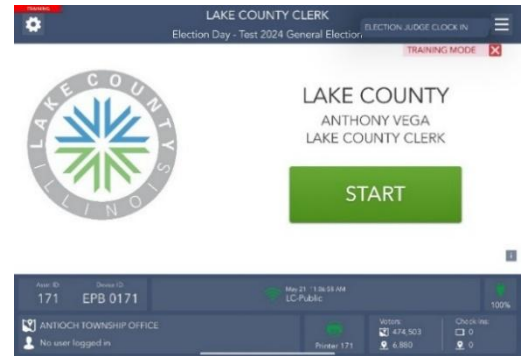 TRAINING
LAKE COUNTY CLERK
Election Day - Test 2024 General Election
ELECTION JUDGE CLOCK IN
TRAINING MODE
LAKE COUNTY
ILLINOIS
LAKE COUNTY
ANTHONY VEGA
LAKE COUNTY CLERK
START
Device ID:
171
EPB 0171
LC-Public
100%
ANTIOCH TOWNSHIP OFFICE
No user logged in
Printer 171
Voters:
474,503
6,880
Check-ins:
0
0